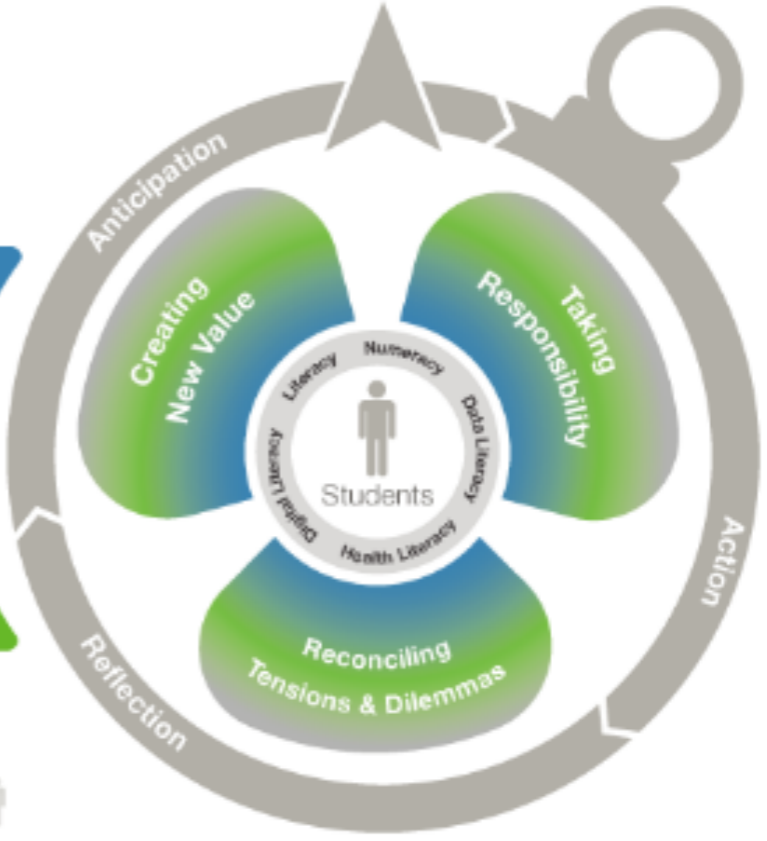 Anticipation
Creating
New Value
Taking
Responsibility
Literacy
Numeracy
Data Literacy
Health Literacy
Digital Literacy
Students
Action
Reconciling
Tensions & Dilemmas
Reflection